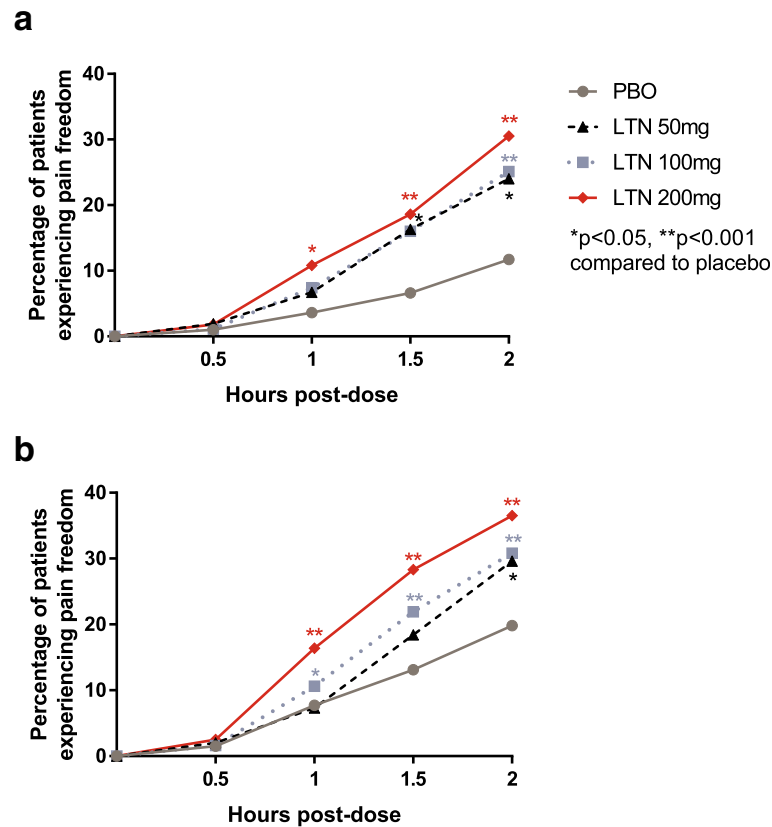 a
Percentage of patients
experiencing pain freedom
40
30
20
10
0
0.5
1
1.5
2
Hours post-dose
*
**
*
**
**
*
PBO
LTN 50mg
LTN 100mg
LTN 200mg
*p<0.05, **p<0.001
compared to placebo
b
Percentage of patients
experiencing pain freedom
40
30
20
10
0
0.5
1
1.5
2
Hours post-dose
**
*
**
**
**
**
*